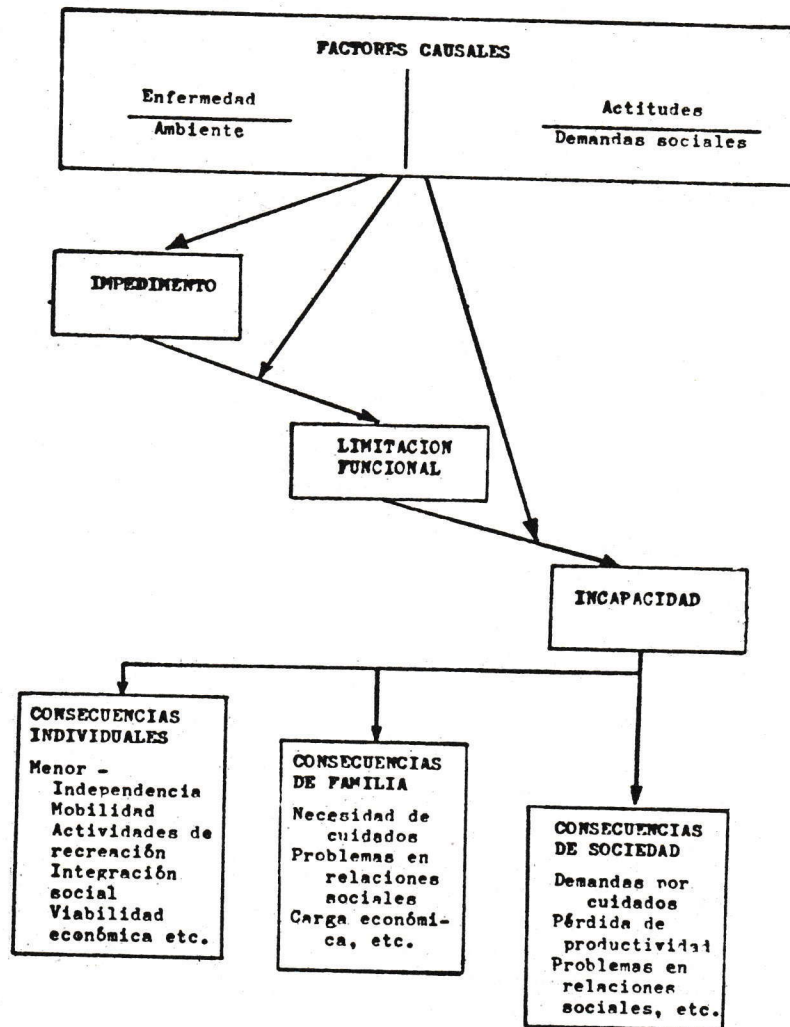 FACTORES CAUSALES
Enfermedad
Ambiente
Actitudes
Demandas sociales
IMPEDIMENTO
LIMITACION
FUNCIONAL
INCAPACIDAD
CONSECUENCIAS
INDIVIDUALES
Menor -
Independencia
Mobilidad
Actividades de
recreación
Integración
social
Viabilidad
económica etc.
CONSECUENCIAS
DE FAMILIA
Necesidad de
cuidados
Problemas en
relaciones
sociales
Carga económi-
ca, etc.
CONSECUENCIAS
DE SOCIEDAD
Demandas por
cuidados
Pérdida de
productividad
Problemas en
relaciones
sociales, etc.